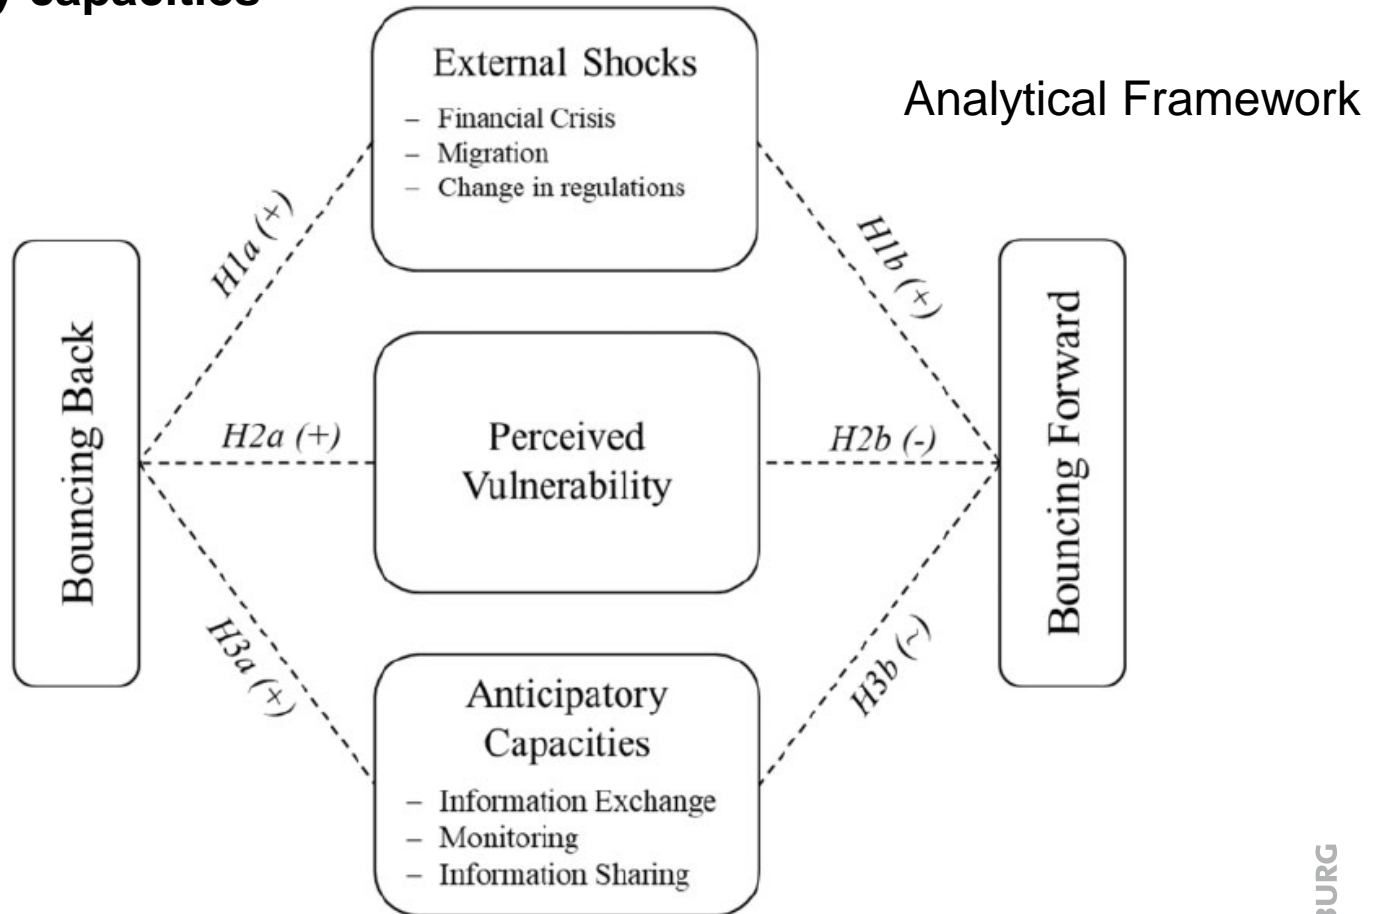 capacities
Analytical Framework
External Shocks
– Financial Crisis
– Migration
– Change in regulations
H1a (+)
H1b (+)
Bouncing Back
H2a (+)
Perceived
Vulnerability
H2b (-)
Bouncing Forward
H3a (+)
H3b (~)
Anticipatory
Capacities
– Information Exchange
– Monitoring
– Information Sharing
BURG